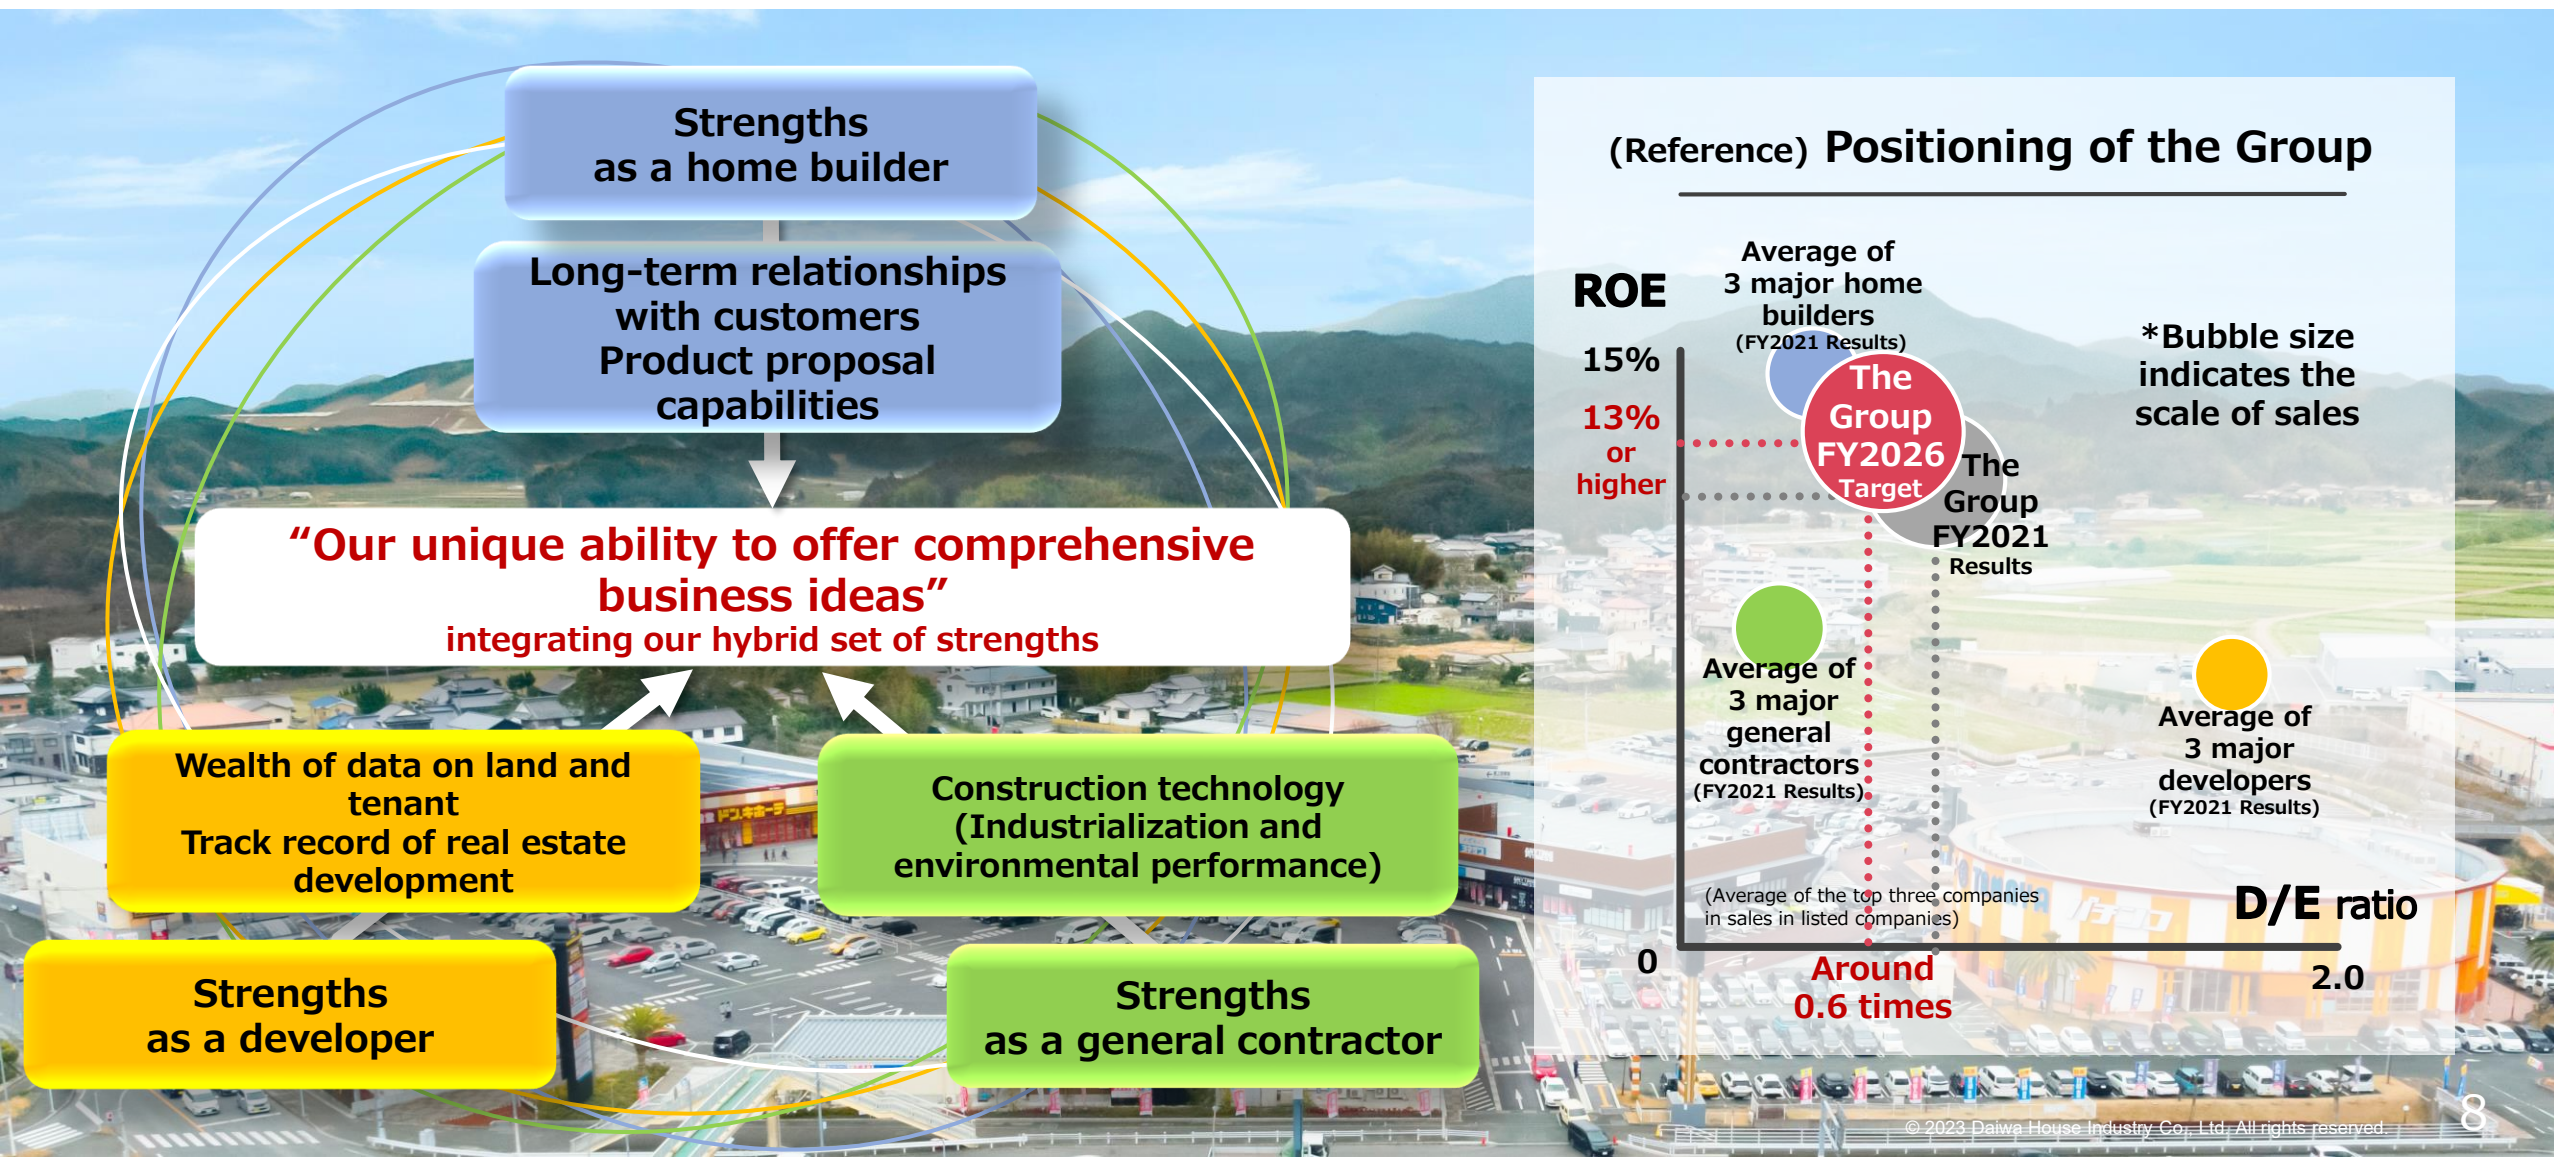 Strengths
as a home builder
Long-term relationships
with customers
Product proposal
capabilities
“Our unique ability to offer comprehensive
business ideas”
integrating our hybrid set of strengths
Wealth of data on land and
tenant
Track record of real estate
development
Strengths
as a developer
Construction technology
(Industrialization and
environmental performance)
Strengths
as a general contractor
(Reference) Positioning of the Group
ROE
15%
13%
or
higher
Average of
3 major home
builders
(FY2021 Results)
The
Group
FY2026
Target
The
Group
FY2021
Results
*Bubble size
indicates the
scale of sales
Average of
3 major
general
contractors
(FY2021 Results)
Average of
3 major
developers
(FY2021 Results)
(Average of the top three companies
in sales in listed companies)
D/E ratio
0
Around
0.6 times
2.0
© 2023 Daiwa House Industry Co., Ltd. All rights reserved.
8